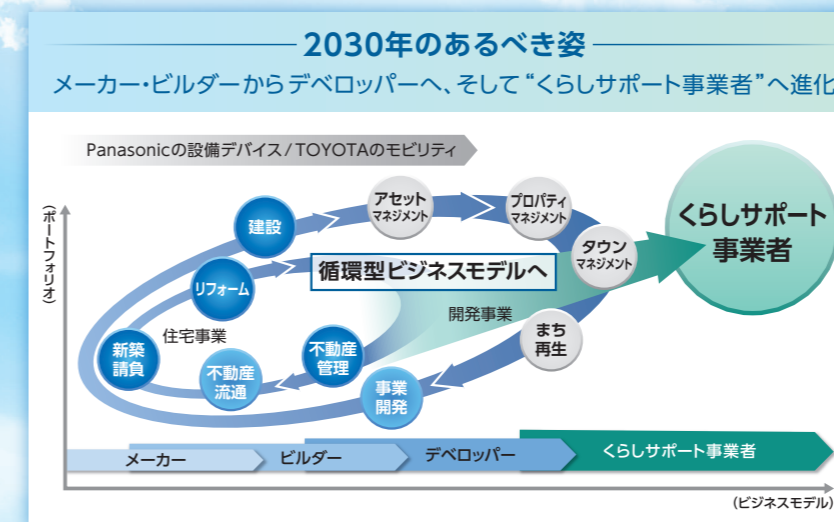 2030年のあるべき姿
メーカー・ビルダーからデベロッパーへ、そして“くらしサポート事業者”へ進化
Panasonicの設備デバイス/TOYOTAのモビリティ
(ポートフォリオ)
アセット
マネジメント
プロパティ
マネジメント
建設
タウン
マネジメント
くらしサポート
事業者
循環型ビジネスモデルへ
リフォーム
住宅事業
開発事業
新築
請負
不動産
流通
不動産
管理
まち
再生
事業
開発
メーカー
ビルダー
デベロッパー
くらしサポート事業者
(ビジネスモデル)